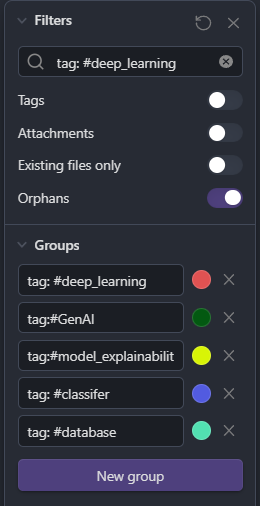 Filters
tag: #deep_learning
Tags
Attachments
Existing files only
Orphans
Groups
tag: #deep_learning
tag:#GenAI
tag:#model_explainabilit
tag: #classifer
tag: #database
New group